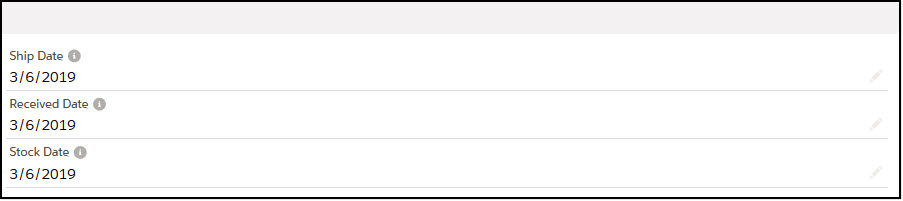 Ship Date
3/6/2019
Received Date
3/6/2019
Stock Date
3/6/2019